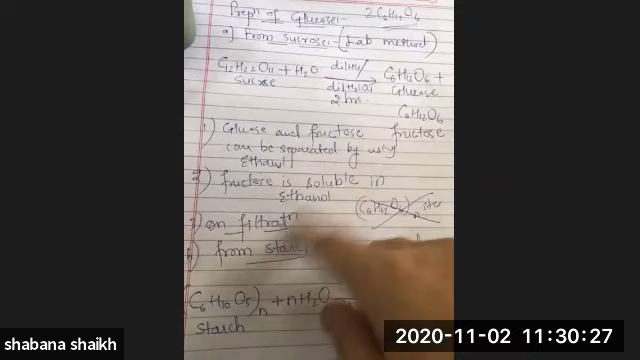 Prepn of Glucose:- 2C6H12O6
a) From sucrose:- (Lab method)
C12H22O11 + H2O dil HCl/ dil H2SO4 2 hrs. C6H12O6 +
Sucrose Glucose
C6H12O6
fructose
1) Glucose and fructose
can be separated by using
Ethanol
2) fructose is soluble in
Ethanol
(C6H12O6)n
3) on filtratn
b) from starch
(C6H10O5)n + nH2O
Starch
shabana shaikh
2020-11-02 11:30:27